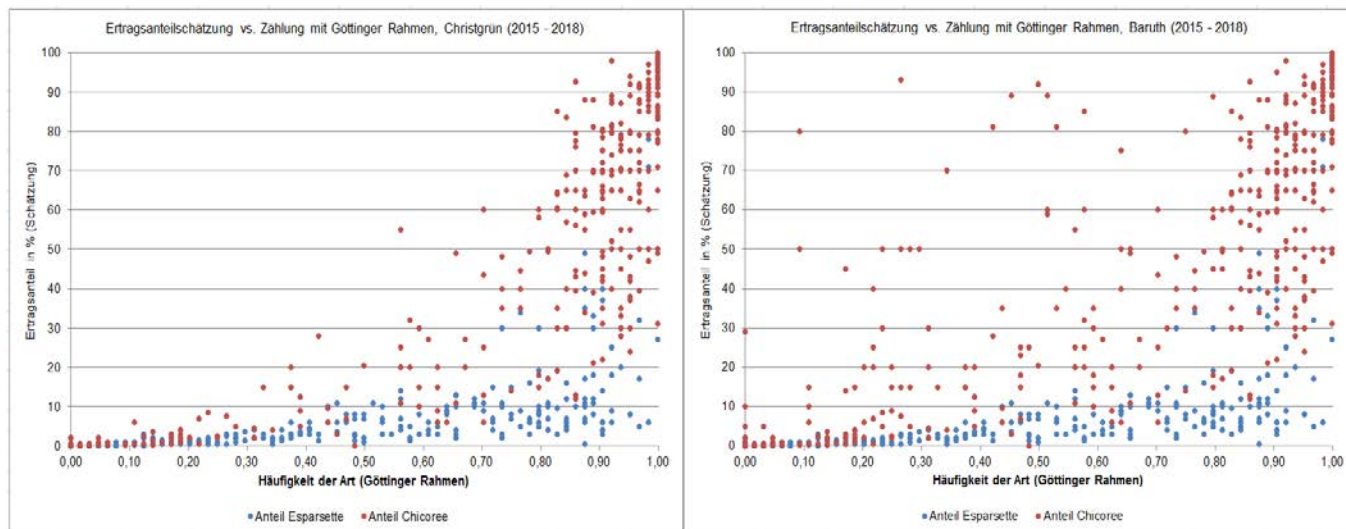 Ertragsanteilschätzung vs. Zählung mit Göttinger Rahmen, Christgrün (2015 - 2018)
Ertragsanteil in % (Schätzung)
100
90
80
70
60
50
40
30
20
10
0
0,00 0,10 0,20 0,30 0,40 0,50 0,60 0,70 0,80 0,90 1,00
Häufigkeit der Art (Göttinger Rahmen)
Anteil Esparsette Anteil Chicoree
Ertragsanteilschätzung vs. Zählung mit Göttinger Rahmen, Baruth (2015 - 2018)
Ertragsanteil in % (Schätzung)
100
90
80
70
60
50
40
30
20
10
0
0,00 0,10 0,20 0,30 0,40 0,50 0,60 0,70 0,80 0,90 1,00
Häufigkeit der Art (Göttinger Rahmen)
Anteil Esparsette Anteil Chicoree